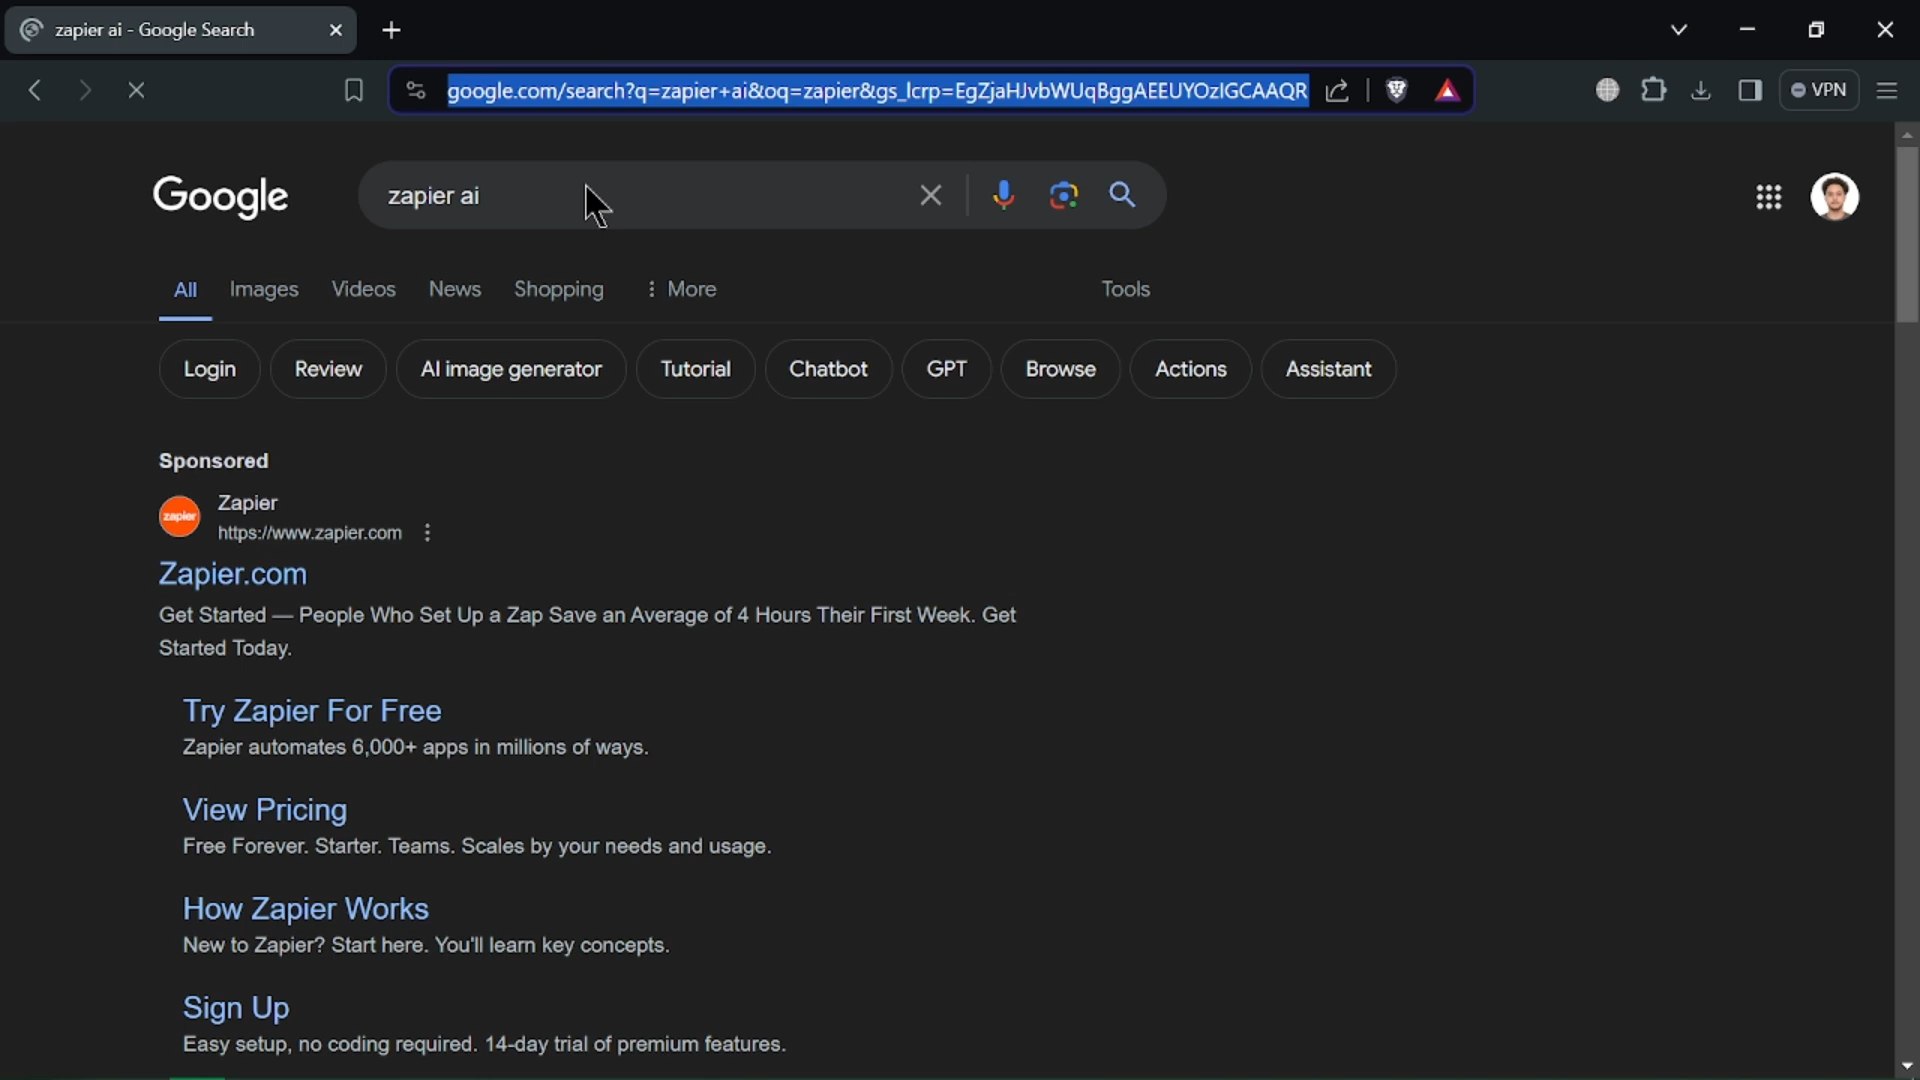 zapier ai - Google Search
google.com/search?q=zapier+ai&oq=zapier&gs_lcrp=EgZjaHJvbWUqBggAEEUYOzIGCAAQR
VPN
Google
zapier ai
All
Images
Videos
News
Shopping
More
Tools
Login
Review
AI image generator
Tutorial
Chatbot
GPT
Browse
Actions
Assistant
Sponsored
zapier
Zapier
https://www.zapier.com
Zapier.com
Get Started — People Who Set Up a Zap Save an Average of 4 Hours Their First Week. Get
Started Today.
Try Zapier For Free
Zapier automates 6,000+ apps in millions of ways.
View Pricing
Free Forever. Starter. Teams. Scales by your needs and usage.
How Zapier Works
New to Zapier? Start here. You'll learn key concepts.
Sign Up
Easy setup, no coding required. 14-day trial of premium features.